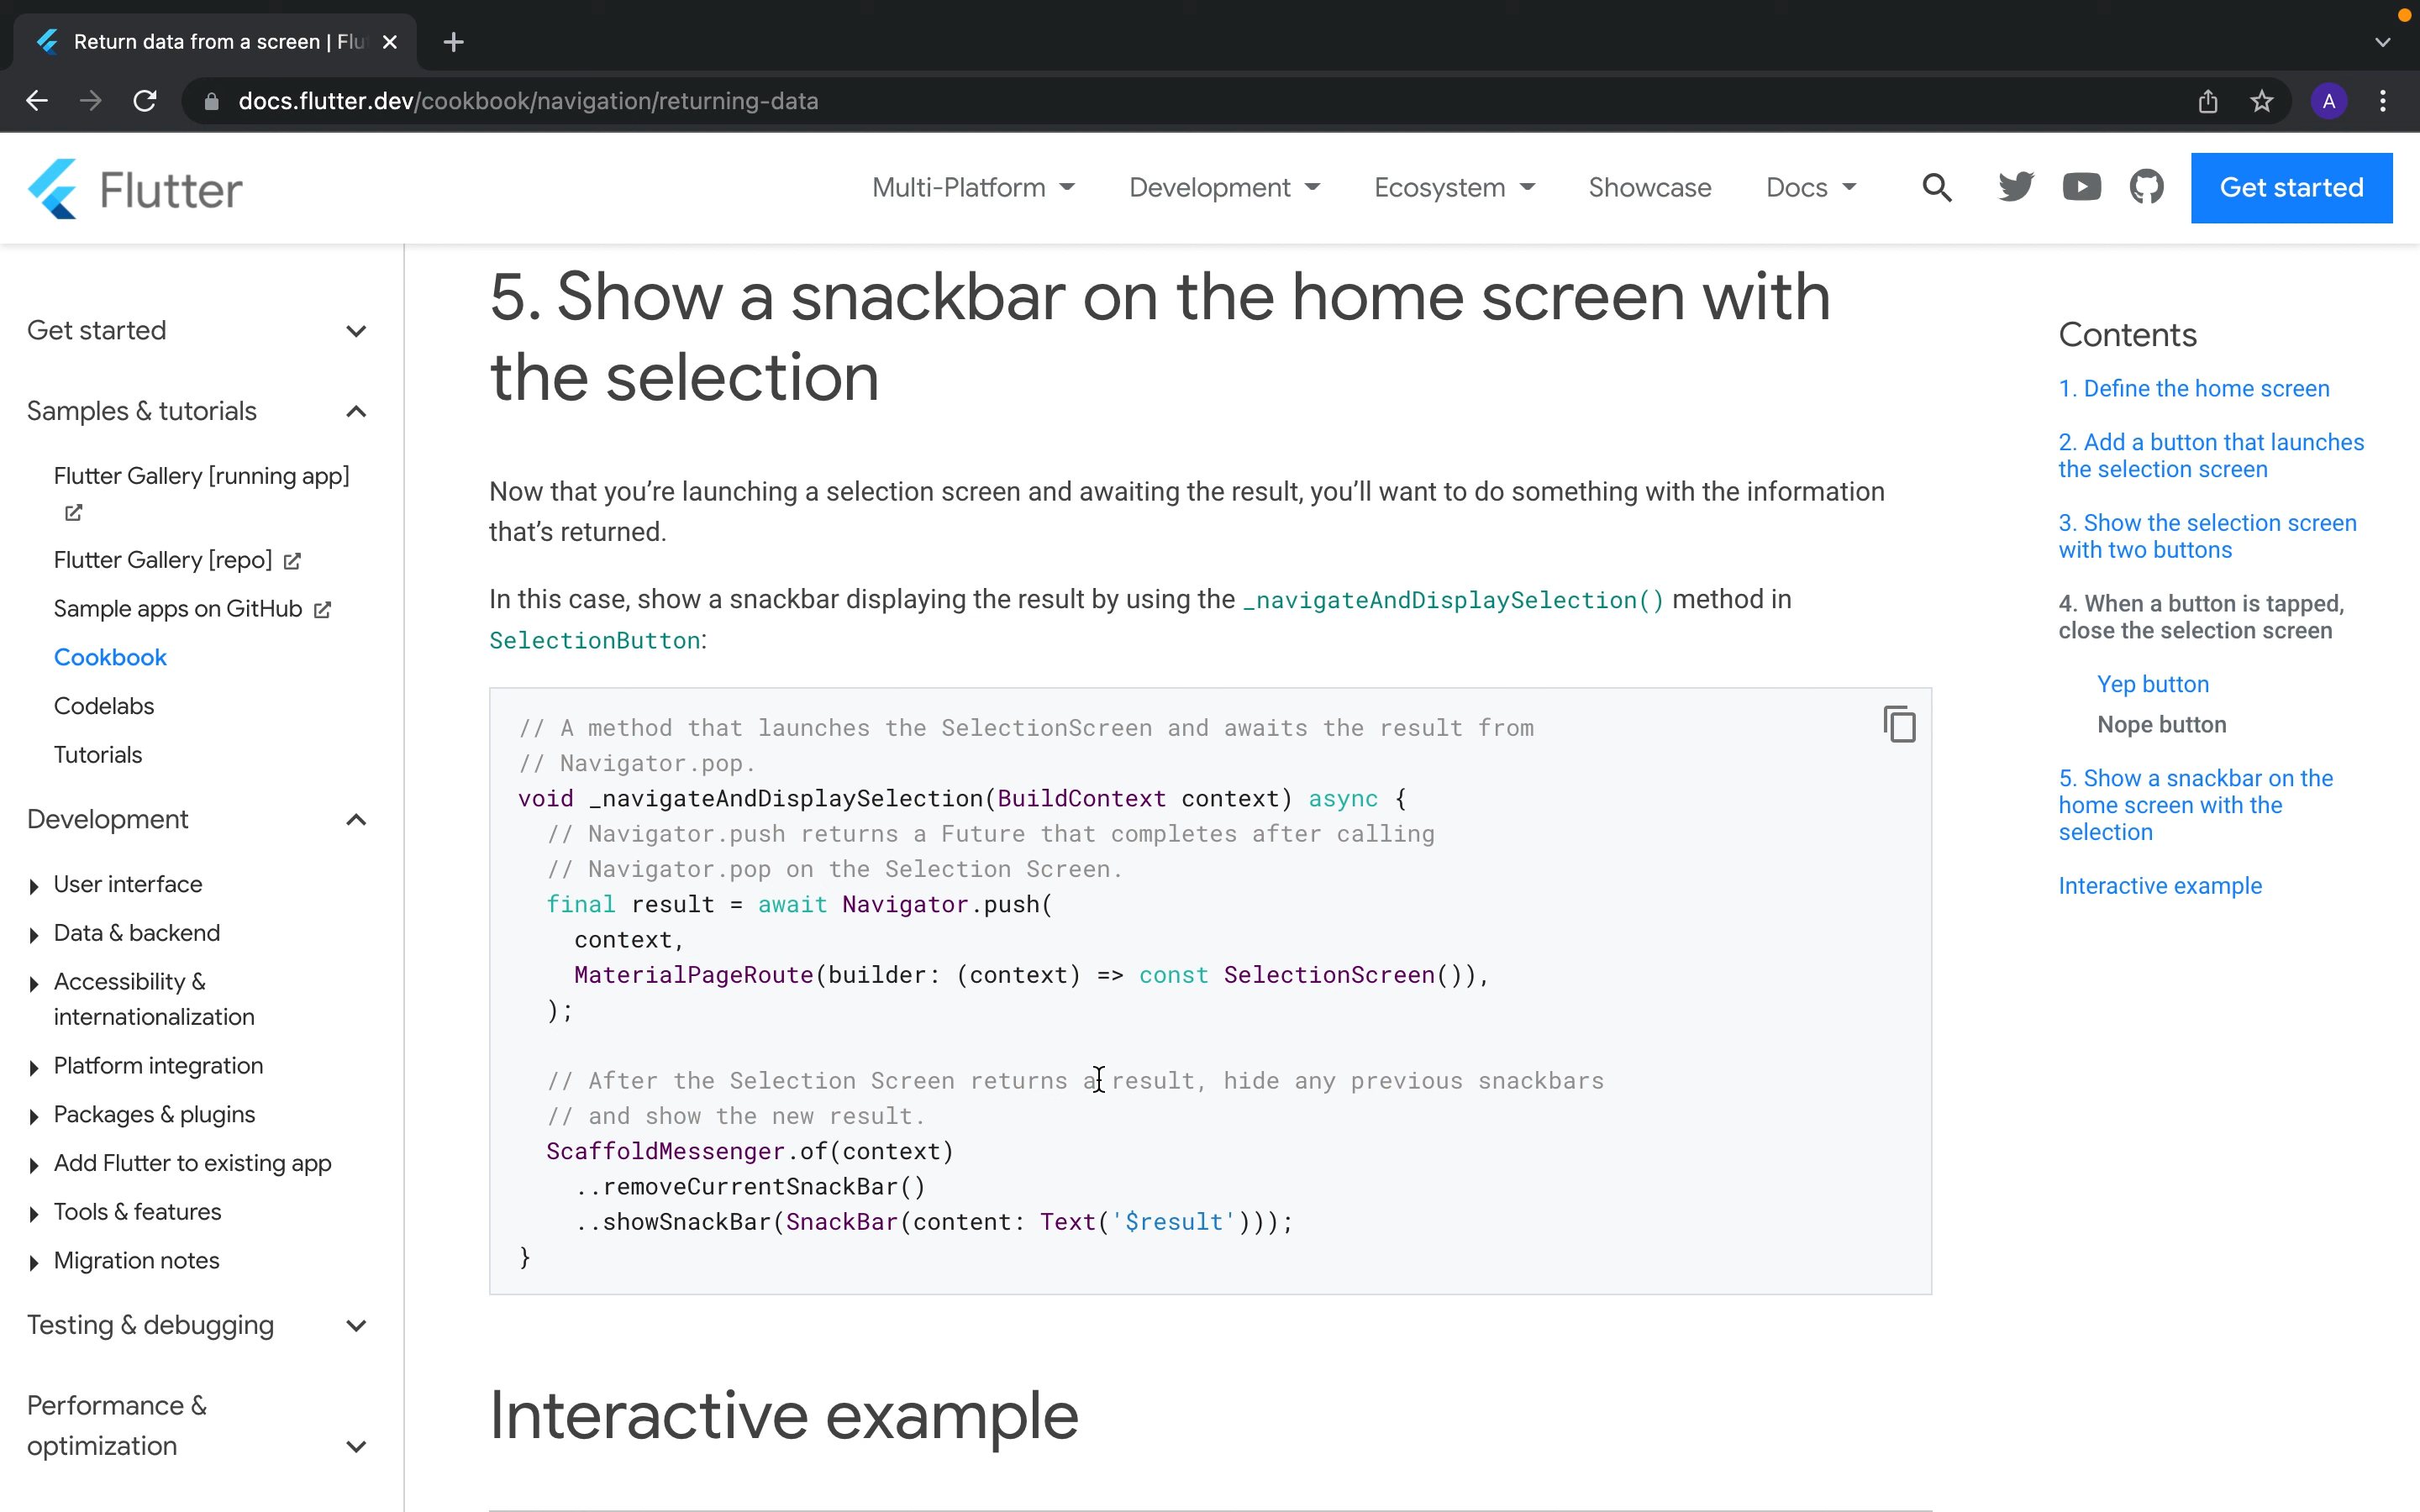 Return data from a screen | Flu
docs.flutter.dev/cookbook/navigation/returning-data
A
Flutter
Multi-Platform
Development
Ecosystem
Showcase
Docs
Get started
Get started
Samples & tutorials
Flutter Gallery [running app]
Flutter Gallery [repo]
Sample apps on GitHub
Cookbook
Codelabs
Tutorials
Development
User interface
Data & backend
Accessibility &
internationalization
Platform integration
Packages & plugins
Add Flutter to existing app
Tools & features
Migration notes
Testing & debugging
Performance &
optimization
5. Show a snackbar on the home screen with
the selection
Now that you’re launching a selection screen and awaiting the result, you’ll want to do something with the information
that’s returned.
In this case, show a snackbar displaying the result by using the _navigateAndDisplaySelection() method in
SelectionButton:
// A method that launches the SelectionScreen and awaits the result from
// Navigator.pop.
void _navigateAndDisplaySelection(BuildContext context) async {
  // Navigator.push returns a Future that completes after calling
  // Navigator.pop on the Selection Screen.
  final result = await Navigator.push(
    context,
    MaterialPageRoute(builder: (context) => const SelectionScreen()),
  );
  // After the Selection Screen returns a result, hide any previous snackbars
  // and show the new result.
  ScaffoldMessenger.of(context)
    ..removeCurrentSnackBar()
    ..showSnackBar(SnackBar(content: Text('$result')));
}
Interactive example
Contents
1. Define the home screen
2. Add a button that launches
the selection screen
3. Show the selection screen
with two buttons
4. When a button is tapped,
close the selection screen
Yep button
Nope button
5. Show a snackbar on the
home screen with the
selection
Interactive example